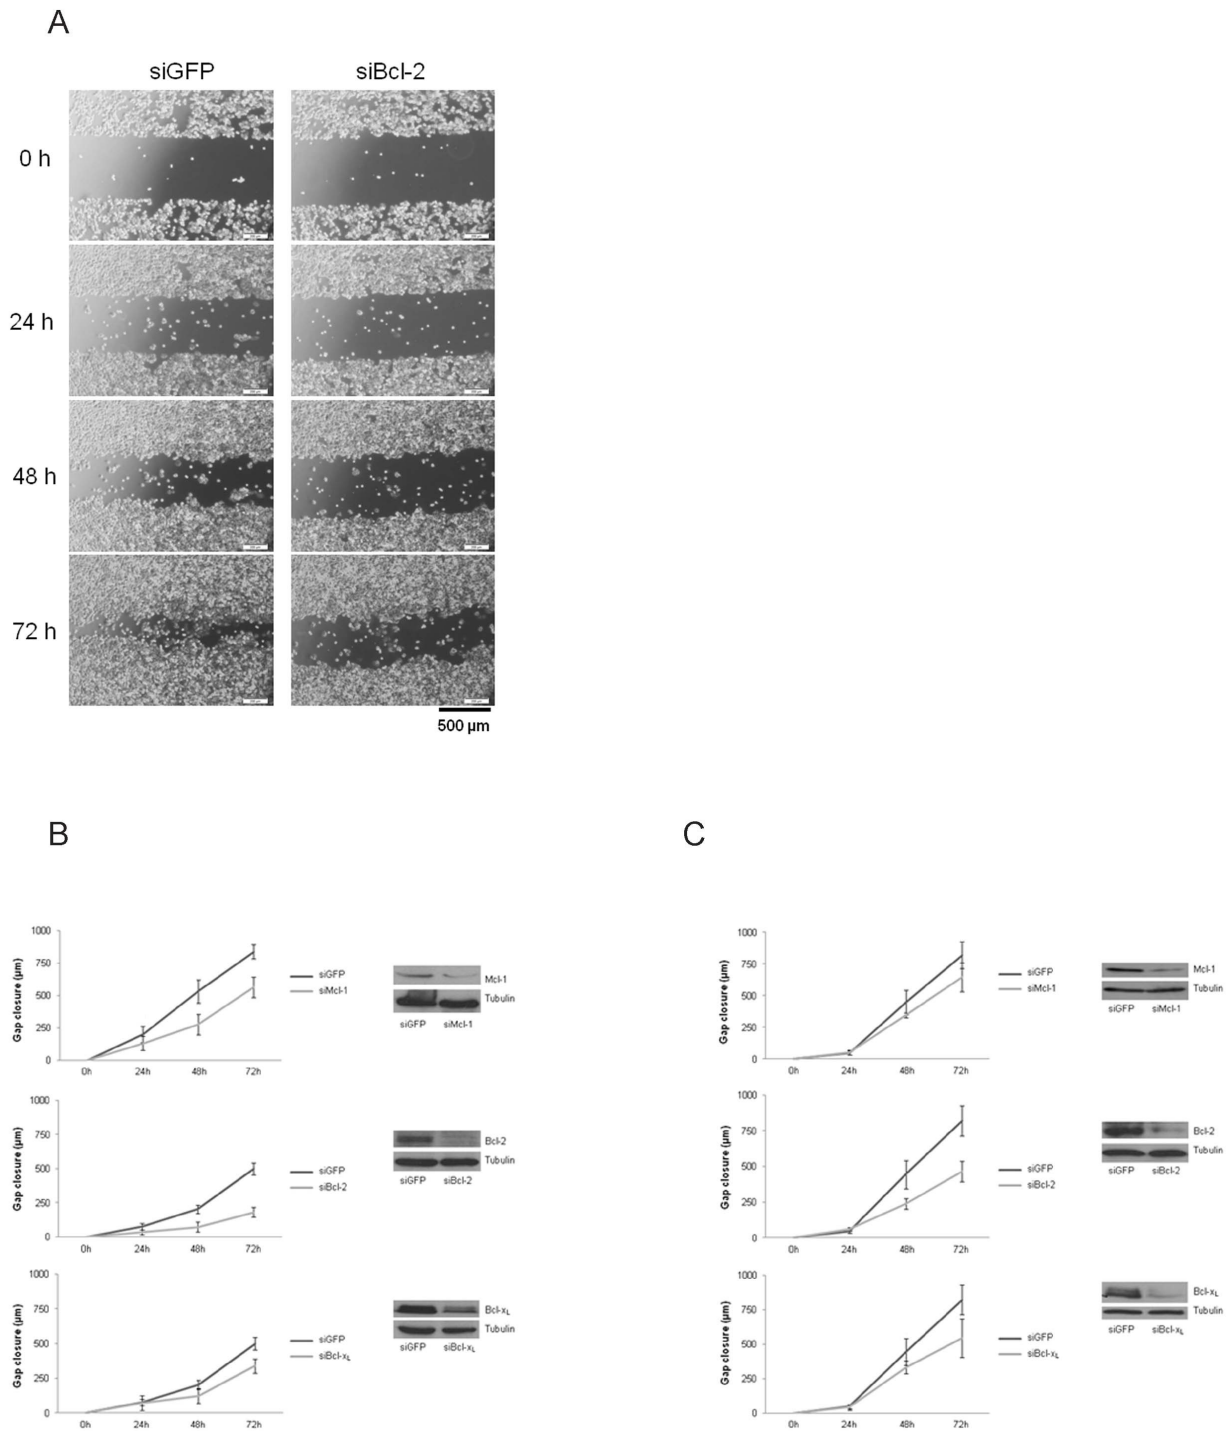 A
siGFP siBcl-2
0 h
24 h
48 h
72 h
500 µm
B
Gap closure (µm)
1000
750
500
250
0
0h 24h 48h 72h
siGFP
siMcl-1
Mcl-1
Tubulin
siGFP siMcl-1
Gap closure (µm)
1000
750
500
250
0
0h 24h 48h 72h
siGFP
siBcl-2
Bcl-2
Tubulin
siGFP siBcl-2
Gap closure (µm)
1000
750
500
250
0
0h 24h 48h 72h
siGFP
siBcl-xL
Bcl-xL
Tubulin
siGFP siBcl-xL
C
Gap closure (µm)
1000
750
500
250
0
0h 24h 48h 72h
siGFP
siMcl-1
Mcl-1
Tubulin
siGFP siMcl-1
Gap closure (µm)
1000
750
500
250
0
0h 24h 48h 72h
siGFP
siBcl-2
Bcl-2
Tubulin
siGFP siBcl-2
Gap closure (µm)
1000
750
500
250
0
0h 24h 48h 72h
siGFP
siBcl-xL
Bcl-xL
Tubulin
siGFP siBcl-xL